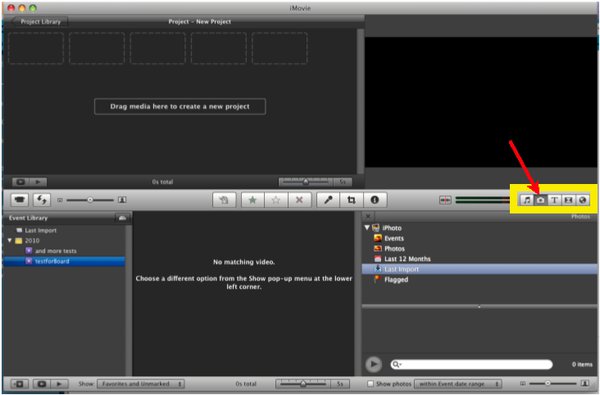 iMovie
Project Library
Project - New Project
Drag media here to create a new project
0s total
5s
T
Event Library
Photos
Last Import
2010
and more tests
testforBoard
No matching video.
Choose a different option from the Show pop-up menu at the lower
left corner.
iPhoto
Events
Photos
Last 12 Months
Last Import
Flagged
0 items
Show:
Favorites and Unmarked
0s total
5s
Show photos
within Event date range